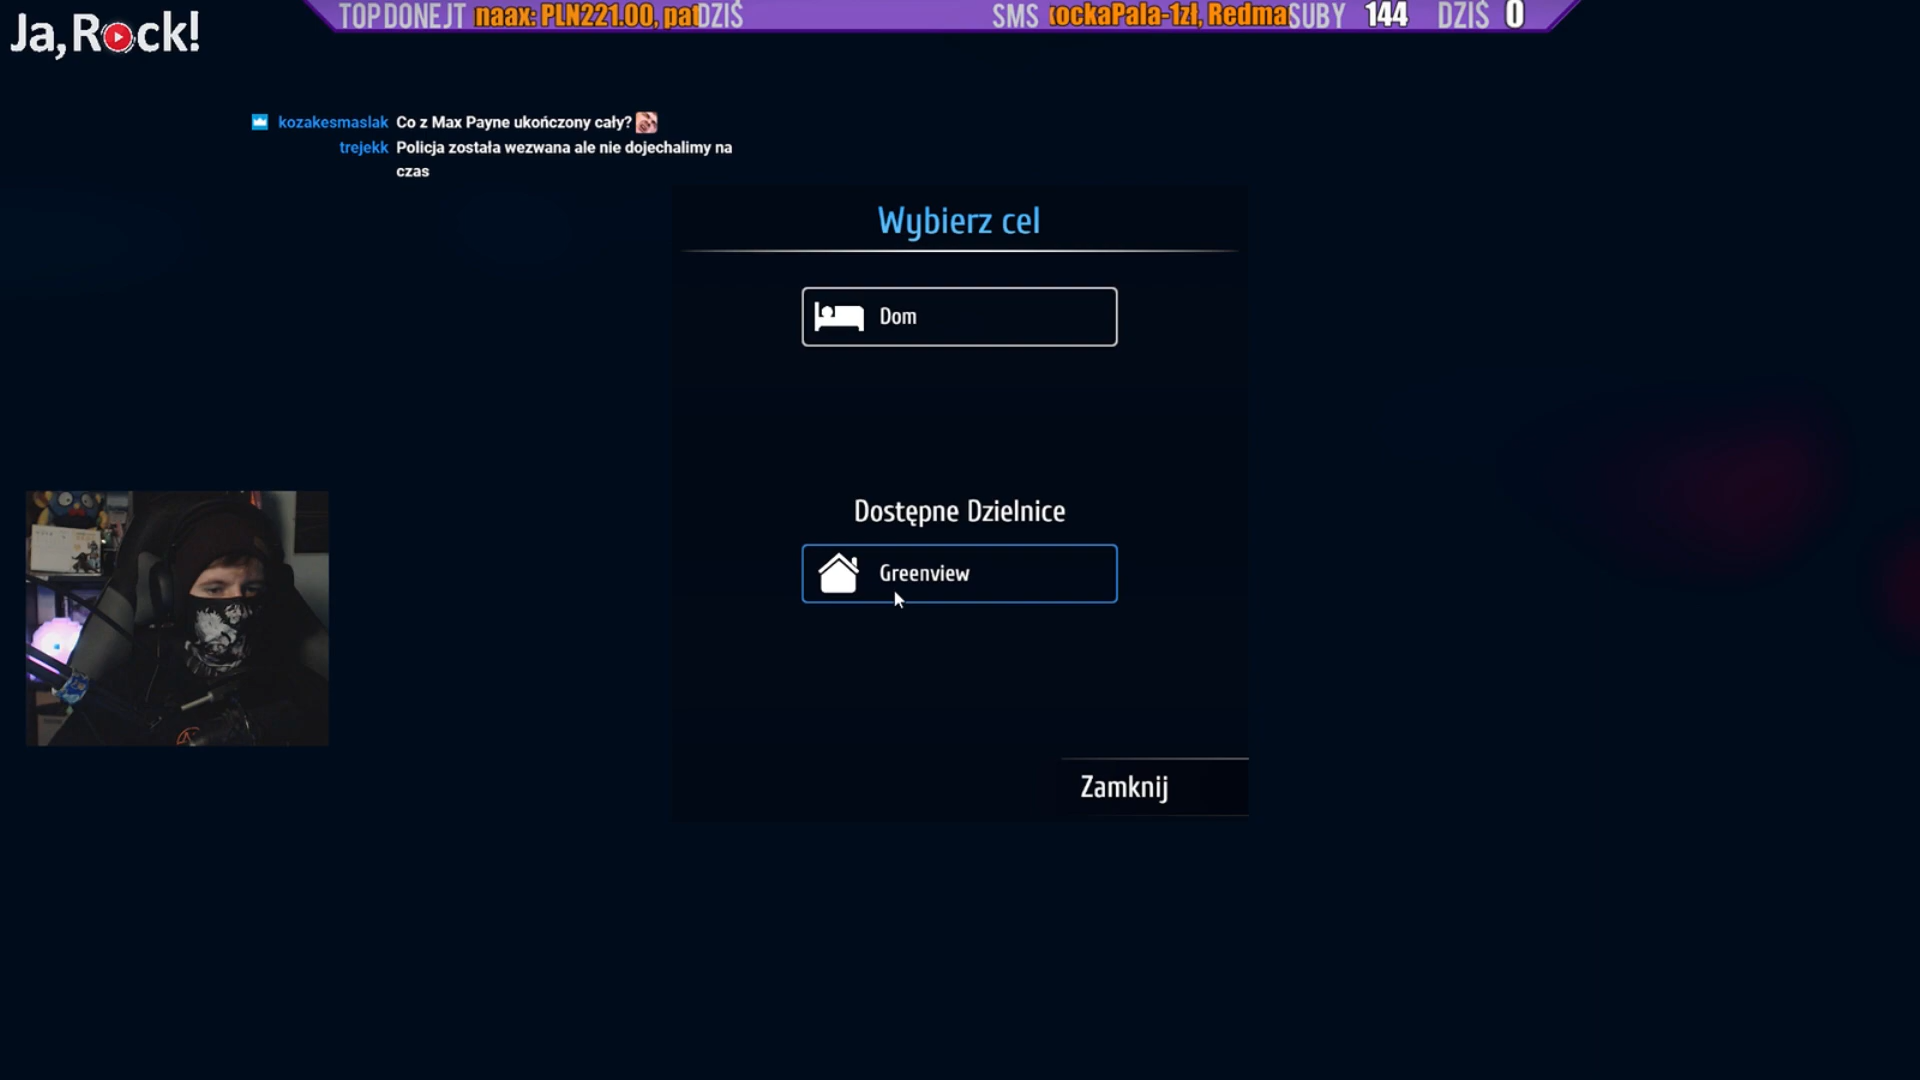 TOP DONEJT naax: PLN221.00, pat DZIŚ SMS RockaPala-1zł, Redma SUBY 144 DZIŚ 0
Ja, Rock!
kozakesmaslak Co z Max Payne ukończony cały?
trejekk Policja została wezwana ale nie dojechalimy na
czas
Wybierz cel
Dom
Dostępne Dzielnice
Greenview
Zamknij